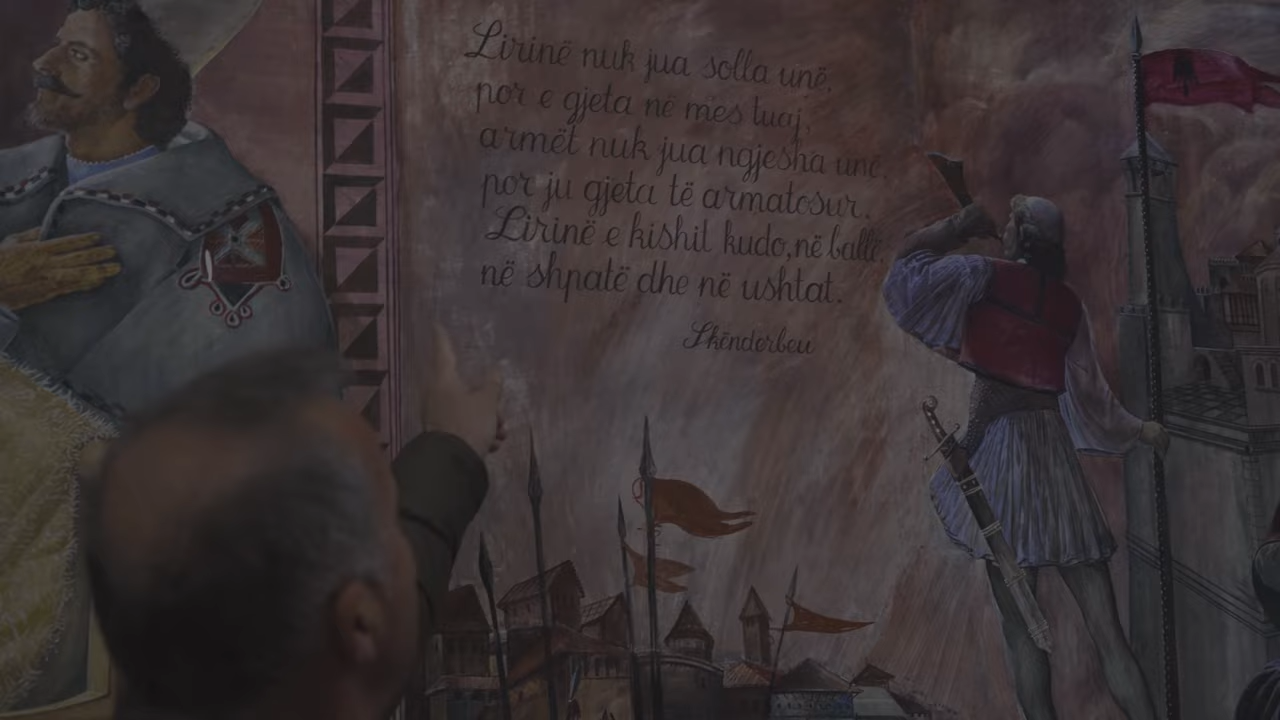 Lirinë nuk jua solla unë,
por e gjeta në mes tuaj,
armët nuk jua ngjesha unë
por ju gjeta të armatosur.
Lirinë e kishit kudo, në ballë,
në shpatë dhe në ushtat.
Skënderbeu